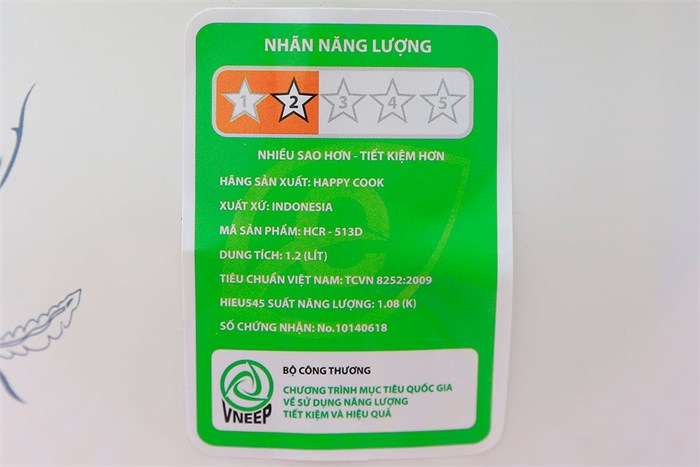 NHÃN NĂNG LƯỢNG
1 2 3 4 5
NHIỀU SAO HƠN - TIẾT KIỆM HƠN
HÃNG SẢN XUẤT: HAPPY COOK
XUẤT XỨ: INDONESIA
MÃ SẢN PHẨM: HCR - 513D
DUNG TÍCH: 1.2 (LÍT)
TIÊU CHUẨN VIỆT NAM: TCVN 8252:2009
HIEU545 SUẤT NĂNG LƯỢNG: 1.08 (K)
SỐ CHỨNG NHẬN: No.10140618
BỘ CÔNG THƯƠNG
CHƯƠNG TRÌNH MỤC TIÊU QUỐC GIA
VỀ SỬ DỤNG NĂNG LƯỢNG
TIẾT KIỆM VÀ HIỆU QUẢ
VNEEP